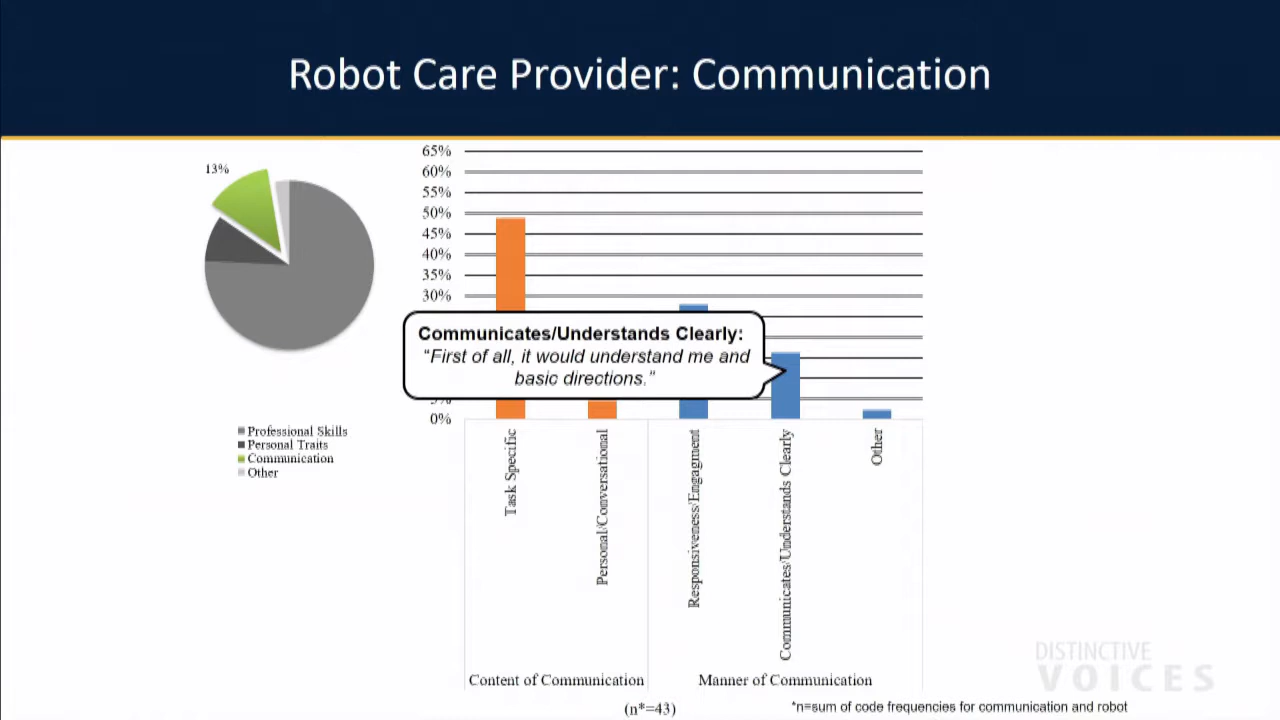 Robot Care Provider: Communication
13%
Professional Skills
Personal Traits
Communication
Other
65%
60%
55%
50%
45%
40%
35%
30%
Communicates/Understands Clearly:
“First of all, it would understand me and
basic directions.”
5%
0%
Task Specific
Personal/Conversational
Responsiveness/Engagment
Communicates/Understands Clearly
Other
Content of Communication
Manner of Communication
(n*=43)
*n=sum of code frequencies for communication and robot
DISTINCTIVE
VOICES